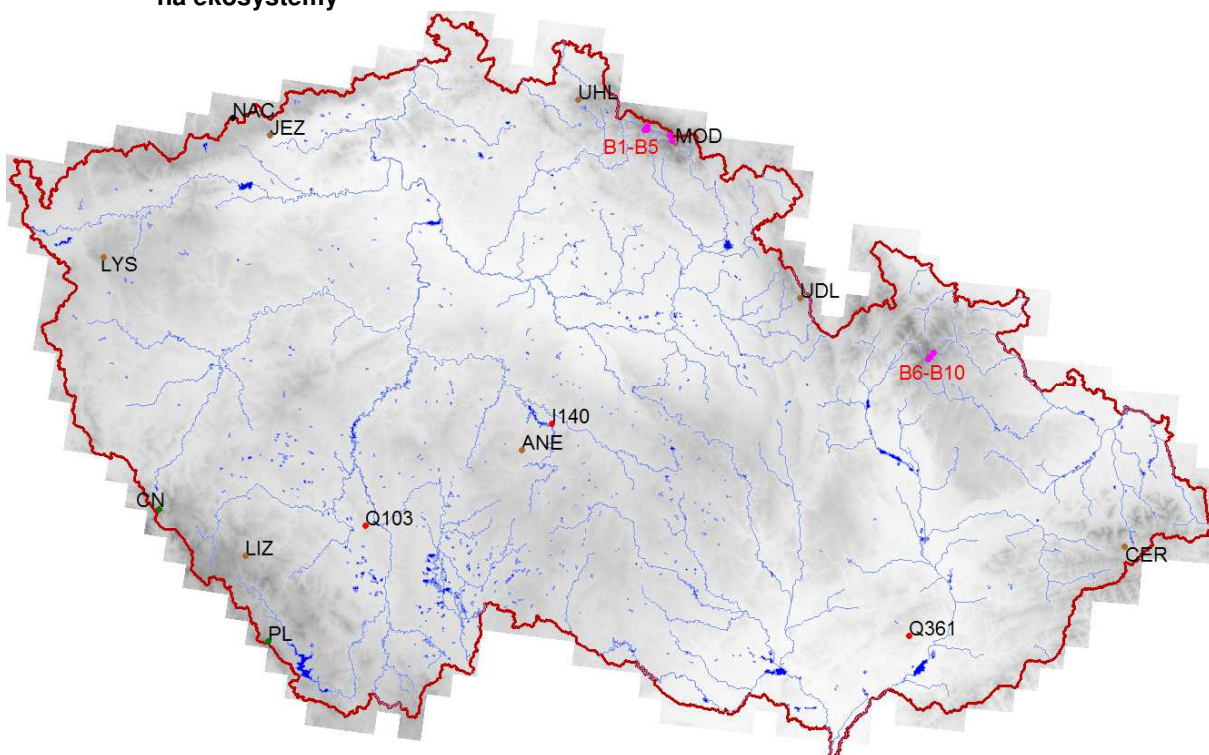 na ekosystémy
UHL
NAC
JEZ
MOD
B1-B5
LYS
UDL
B6-B10
I140
ANE
CN
Q103
LIZ
CER
Q361
PL